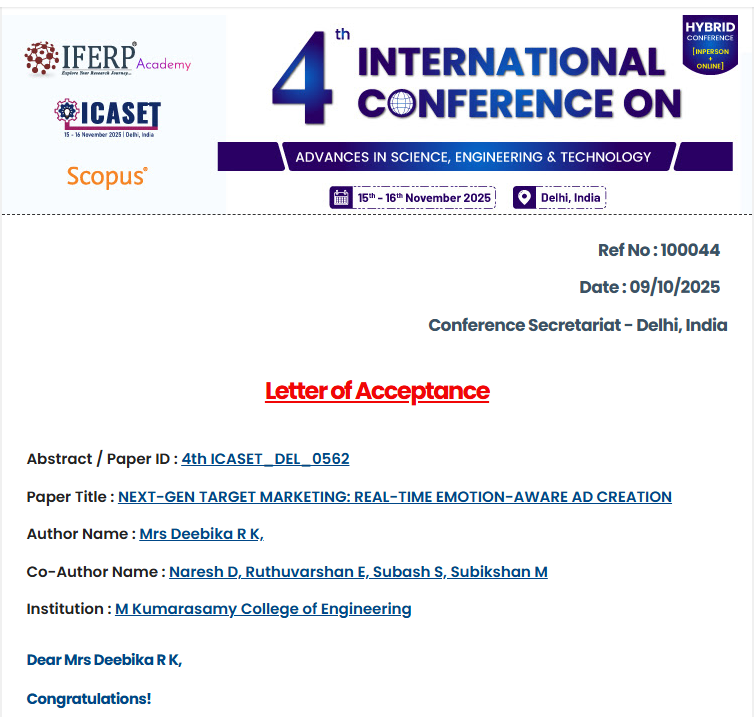 IFERP® Academy
Explore Your Research Journey...
ICASET
15 - 16 November 2025 | Delhi, India
Scopus®
4th INTERNATIONAL
CONFERENCE ON
HYBRID
CONFERENCE
[INPERSON
+
ONLINE]
ADVANCES IN SCIENCE, ENGINEERING & TECHNOLOGY
15th - 16th November 2025 Delhi, India
Ref No : 100044
Date : 09/10/2025
Conference Secretariat - Delhi, India
Letter of Acceptance
Abstract / Paper ID : 4th ICASET_DEL_0562
Paper Title : NEXT-GEN TARGET MARKETING: REAL-TIME EMOTION-AWARE AD CREATION
Author Name : Mrs Deebika R K,
Co-Author Name : Naresh D, Ruthuvarshan E, Subash S, Subikshan M
Institution : M Kumarasamy College of Engineering
Dear Mrs Deebika R K,
Congratulations!